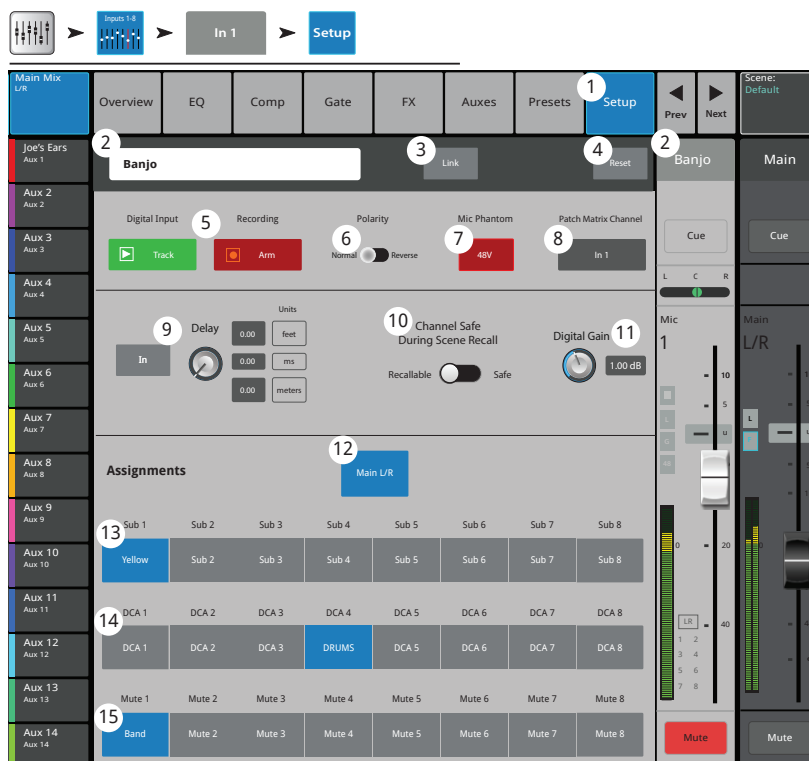 Inputs 1-8
In 1
Setup
Main Mix
L/R
Overview
EQ
Comp
Gate
FX
Auxes
Presets
1
Setup
Prev
Next
Scene:
Default
Joe's Ears
Aux 1
Aux 2
Aux 2
Aux 3
Aux 3
Aux 4
Aux 4
Aux 5
Aux 5
Aux 6
Aux 6
Aux 7
Aux 7
Aux 8
Aux 8
Aux 9
Aux 9
Aux 10
Aux 10
Aux 11
Aux 11
Aux 12
Aux 12
Aux 13
Aux 13
Aux 14
Aux 14
2
Banjo
3
Link
4
Reset
Digital Input
5
Recording
Polarity
Mic Phantom
Patch Matrix Channel
Track
Arm
6
Normal
Reverse
7
48V
8
In 1
9
In
Delay
Units
0.00 feet
0.00 ms
0.00 meters
10
Channel Safe
During Scene Recall
Recallable
Safe
Digital Gain
11
1.00 dB
Assignments
12
Main L/R
13
Sub 1 Sub 2 Sub 3 Sub 4 Sub 5 Sub 6 Sub 7 Sub 8
Yellow Sub 2 Sub 3 Sub 4 Sub 5 Sub 6 Sub 7 Sub 8
14
DCA 1 DCA 2 DCA 3 DCA 4 DCA 5 DCA 6 DCA 7 DCA 8
DCA 1 DCA 2 DCA 3 DRUMS DCA 5 DCA 6 DCA 7 DCA 8
15
Mute 1 Mute 2 Mute 3 Mute 4 Mute 5 Mute 6 Mute 7 Mute 8
Band Mute 2 Mute 3 Mute 4 Mute 5 Mute 6 Mute 7 Mute 8
2
Banjo
Cue
L C R
Mic
1
10
5
U
L
G
0
20
LR
40
1 2
3 4
5 6
7 8
Mute
Main
Cue
Main
L/R
L
0
Mute